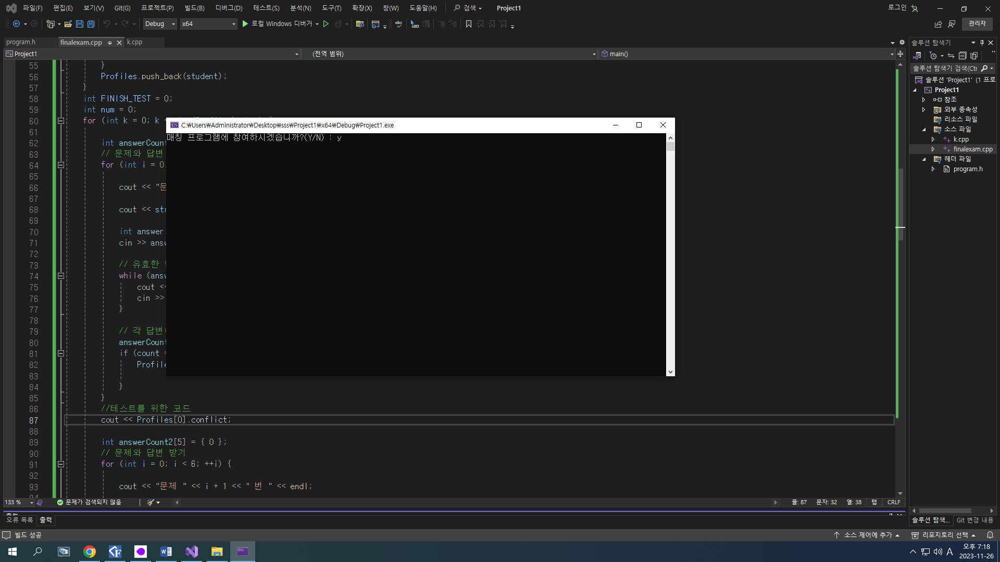 파일(F) 편집(E) 보기(V) Git(G) 프로젝트(P) 빌드(B) 디버그(D) 테스트(S) 분석(N) 도구(T) 확장(X) 창(W) 도움말(H) 검색 Project1 로그인
Debug x64 로컬 Windows 디버거 관리자
program.h finalexam.cpp k.cpp
솔루션 탐색기
Project1 (전역 범위) main()
솔루션 탐색기 검색(Ctr
솔루션 'Project1' (1 프로
Project1
참조
외부 종속성
리소스 파일
소스 파일
k.cpp
finalexam.cpp
헤더 파일
program.h
55 }
56 Profiles.push_back(student);
57 }
58 int FINISH_TEST = 0;
59 int num = 0;
60 for (int k = 0; k
C:\Users\Administrator\Desktop\sss\Project1\x64\Debug\Project1.exe
매칭 프로그램에 참여하시겠습니까?(Y/N) : y
61
62 int answerCount
63 // 문제와 답변
64 for (int i = 0
65
66 cout << "문
67
68 cout << str
69
70 int answer
71 cin >> answ
72
73 // 유효한
74 while (answ
75 cout <<
76 cin >>
77 }
78
79 // 각 답변
80 answerCount
81 if (count =
82 Profile
83
84 }
85 }
86 //테스트를 위한 코드
87 cout << Profiles[0].conflict;
88
89 int answerCount2[5] = { 0 };
90 // 문제와 답변 받기
91 for (int i = 0; i < 6; ++i) {
92
93 cout << "문제 " << i + 1 << " 번 " << endl;
94
133 % 문제가 검색되지 않음 줄: 87 문자: 32 열: 38 탭 CRLF
출력
오류 목록 출력 솔루션 탐색... Git 변경 내용
빌드 성공 소스 제어에 추가 리포지토리 선택
A 오후 7:18
2023-11-26